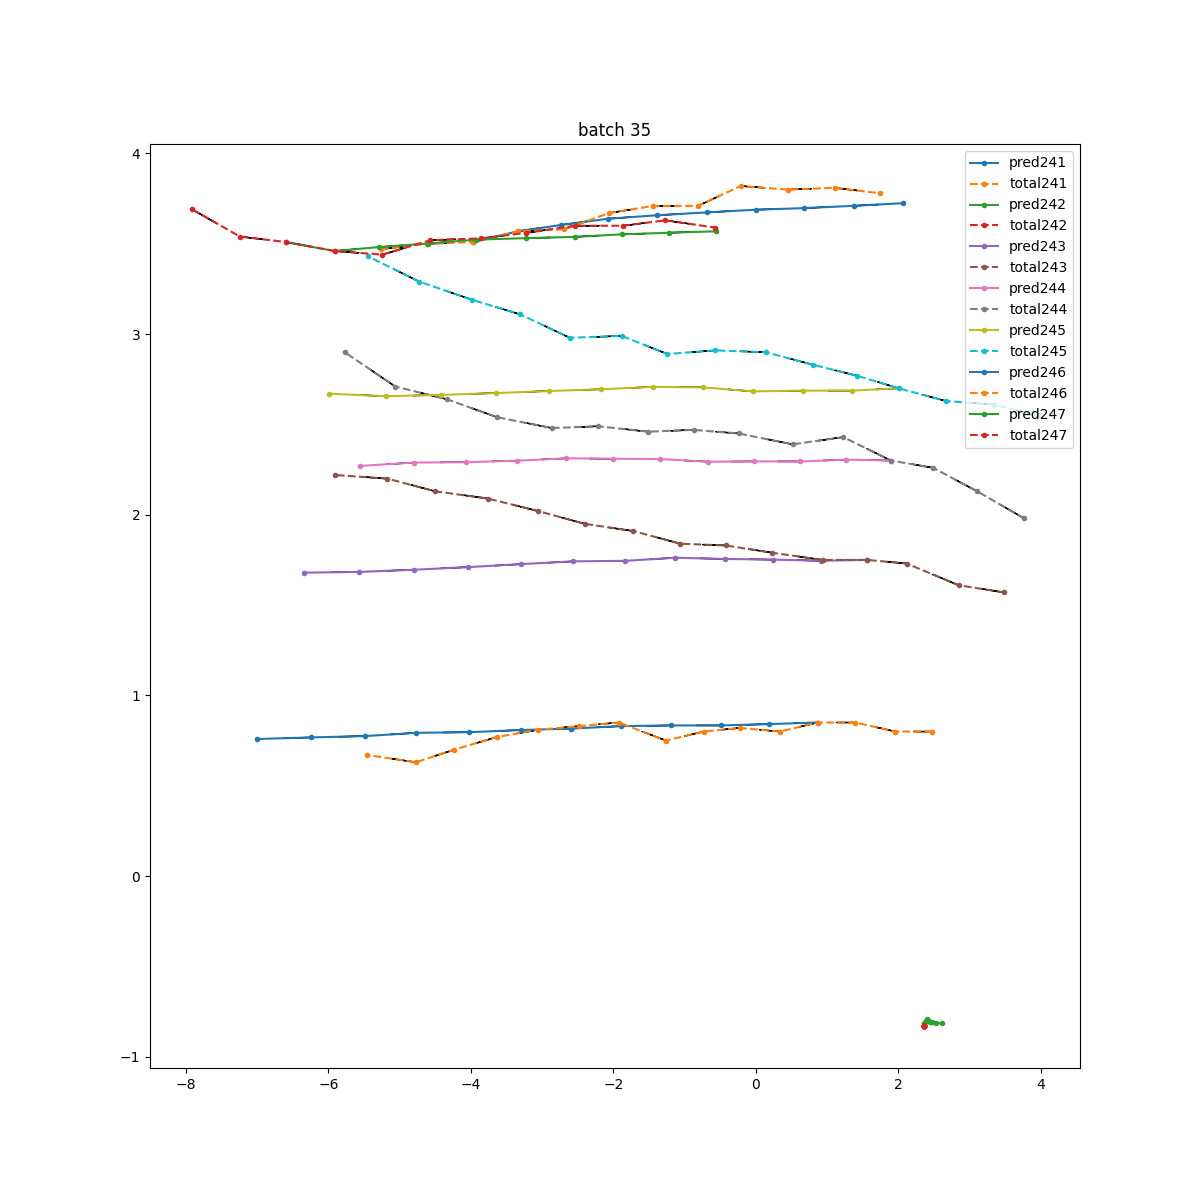 batch 35
4
3
2
1
0
−1
−8
−6
−4
−2
0
2
4
pred241
total241
pred242
total242
pred243
total243
pred244
total244
pred245
total245
pred246
total246
pred247
total247